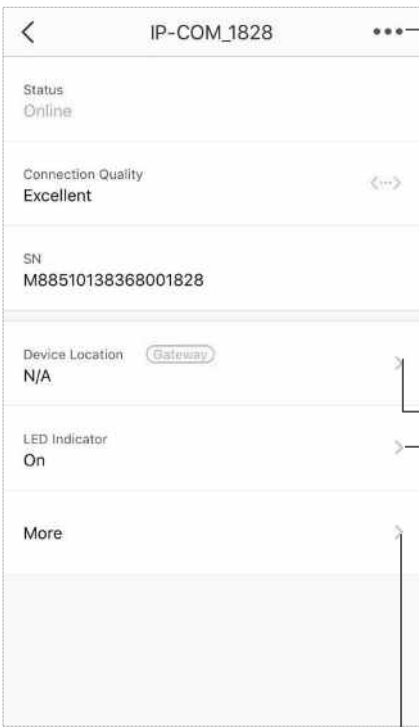 IP-COM_1828
Status
Online
Connection Quality
Excellent
SN
M88510138368001828
Device Location Gateway
N/A
LED Indicator
On
More